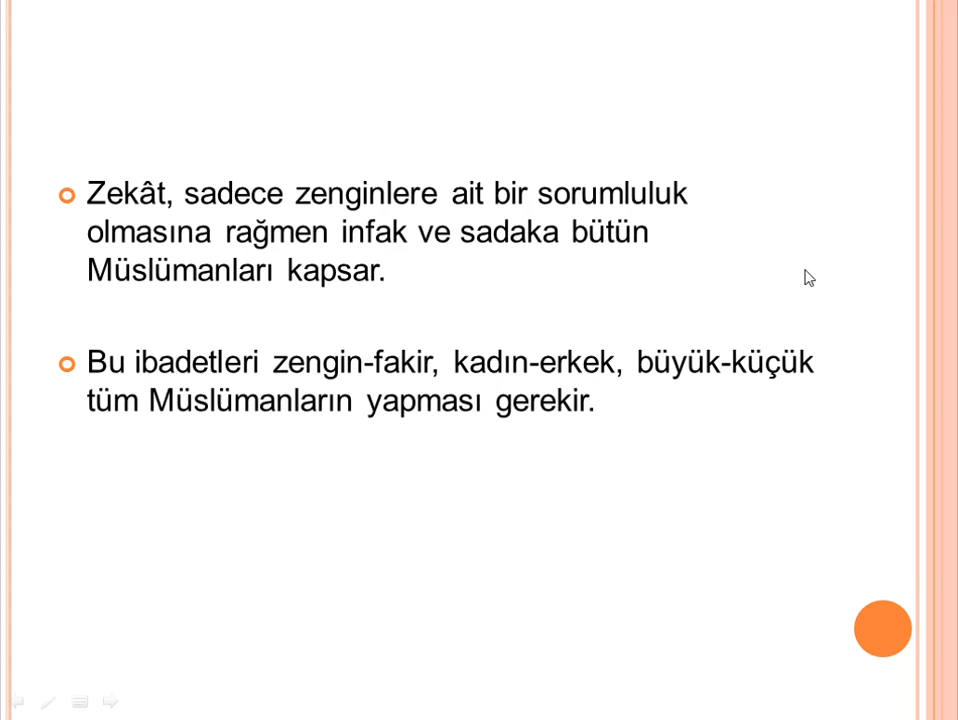 Zekât, sadece zenginlere ait bir sorumluluk
olmasına rağmen infak ve sadaka bütün
Müslümanları kapsar.
Bu ibadetleri zengin-fakir, kadın-erkek, büyük-küçük
tüm Müslümanların yapması gerekir.